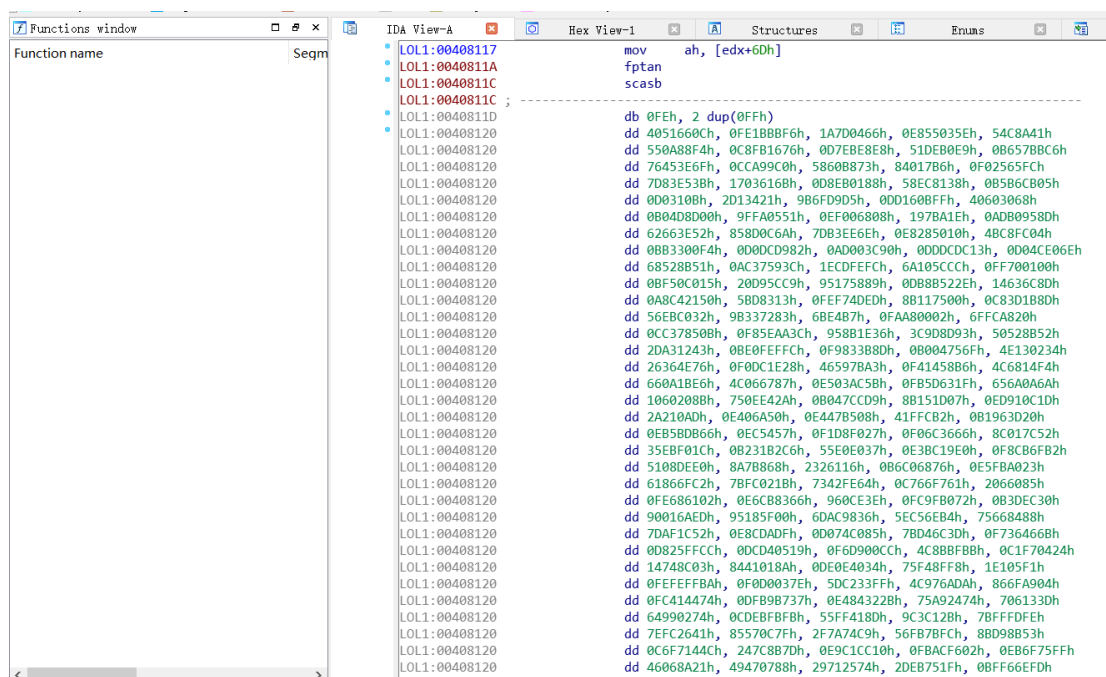 Functions window
IDA View-A
Hex View-1
Structures
Enums
Function name
Segm
LOL1:00408117 mov ah, [edx+6Dh]
LOL1:0040811A fptan
LOL1:0040811C scasb
LOL1:0040811C ; ---------------------------------------------------------------------------
LOL1:0040811D db 0FEh, 2 dup(0FFh)
LOL1:00408120 dd 4051660Ch, 0FE1BBBF6h, 1A7D0466h, 0E855035Eh, 54C8A41h
LOL1:00408120 dd 550A88F4h, 0C8FB1676h, 0D7EBE8E8h, 51DEB0E9h, 0B657BBC6h
LOL1:00408120 dd 76453E6Fh, 0CCA99C0h, 5860B873h, 84017B6h, 0F02565FCh
LOL1:00408120 dd 7D83E53Bh, 1703616Bh, 0D8EB0188h, 58EC8138h, 0B5B6CB05h
LOL1:00408120 dd 0D0310Bh, 2D13421h, 9B6FD9D5h, 0DD160BFFh, 40603068h
LOL1:00408120 dd 0B04D8D00h, 9FFA0551h, 0EF006808h, 197BA1Eh, 0ADB0958Dh
LOL1:00408120 dd 62663E52h, 858D0C6Ah, 7DB3EE6Eh, 0E8285010h, 4BC8FC04h
LOL1:00408120 dd 0BB3300F4h, 0D0DCD982h, 0AD003C90h, 0DDDCDC13h, 0D04CE06Eh
LOL1:00408120 dd 68528B51h, 0AC37593Ch, 1ECDFEFCh, 6A105CCCh, 0FF700100h
LOL1:00408120 dd 0BF50C015h, 20D95CC9h, 95175889h, 0DB8B522Eh, 14636C8Dh
LOL1:00408120 dd 0A8C42150h, 5BD8313h, 0FEF74DEDh, 8B117500h, 0C83D1B8Dh
LOL1:00408120 dd 56EBC032h, 9B337283h, 6BE4B7h, 0FAA80002h, 6FFCA820h
LOL1:00408120 dd 0CC37850Bh, 0F85EAA3Ch, 958B1E36h, 3C9D8D93h, 50528B52h
LOL1:00408120 dd 2DA31243h, 0BE0FEFFCh, 0F9833B8Dh, 0B004756Fh, 4E130234h
LOL1:00408120 dd 26364E76h, 0F0DC1E28h, 46597BA3h, 0F41458B6h, 4C6814F4h
LOL1:00408120 dd 660A1BE6h, 4C066787h, 0E503AC5Bh, 0FB5D631Fh, 656A0A6Ah
LOL1:00408120 dd 1060208Bh, 750EE42Ah, 0B047CCD9h, 8B151D07h, 0ED910C1Dh
LOL1:00408120 dd 2A210ADh, 0E406A50h, 0E447B508h, 41FFCB2h, 0B1963D20h
LOL1:00408120 dd 0EB5BDB66h, 0EC5457h, 0F1D8F027h, 0F06C3666h, 8C017C52h
LOL1:00408120 dd 35EBF01Ch, 0B231B2C6h, 55E0E037h, 0E3BC19E0h, 0F8CB6FB2h
LOL1:00408120 dd 5108DEE0h, 8A7B868h, 2326116h, 0B6C06876h, 0E5FBA023h
LOL1:00408120 dd 61866FC2h, 7BFC021Bh, 7342FE64h, 0C766F761h, 2066085h
LOL1:00408120 dd 0FE686102h, 0E6CB8366h, 960CE3Eh, 0FC9FB072h, 0B3DEC30h
LOL1:00408120 dd 90016AEDh, 95185F00h, 6DAC9836h, 5EC56EB4h, 75668488h
LOL1:00408120 dd 7DAF1C52h, 0E8CDADFh, 0D074C085h, 7BD46C3Dh, 0F736466Bh
LOL1:00408120 dd 0D825FFCCh, 0DCD40519h, 0F6D900CCh, 4C8BBFBBh, 0C1F70424h
LOL1:00408120 dd 14748C03h, 8441018Ah, 0DE0E4034h, 75F48FF8h, 1E105F1h
LOL1:00408120 dd 0FEFEFFBAh, 0F0D0037Eh, 5DC233FFh, 4C976ADAh, 866FA904h
LOL1:00408120 dd 0FC414474h, 0DFB9B737h, 0E484322Bh, 75A92474h, 706133Dh
LOL1:00408120 dd 64990274h, 0CDEBFBFBh, 55FF418Dh, 9C3C12Bh, 7BFFFDFEh
LOL1:00408120 dd 7EFC2641h, 85570C7Fh, 2F7A74C9h, 56FB7BFCh, 8BD98B53h
LOL1:00408120 dd 0C6F7144Ch, 247C8B7Dh, 0E9C1CC10h, 0FBACF602h, 0EB6F75FFh
LOL1:00408120 dd 46068A21h, 49470788h, 29712574h, 2DEB751Fh, 0BFF66EFDh